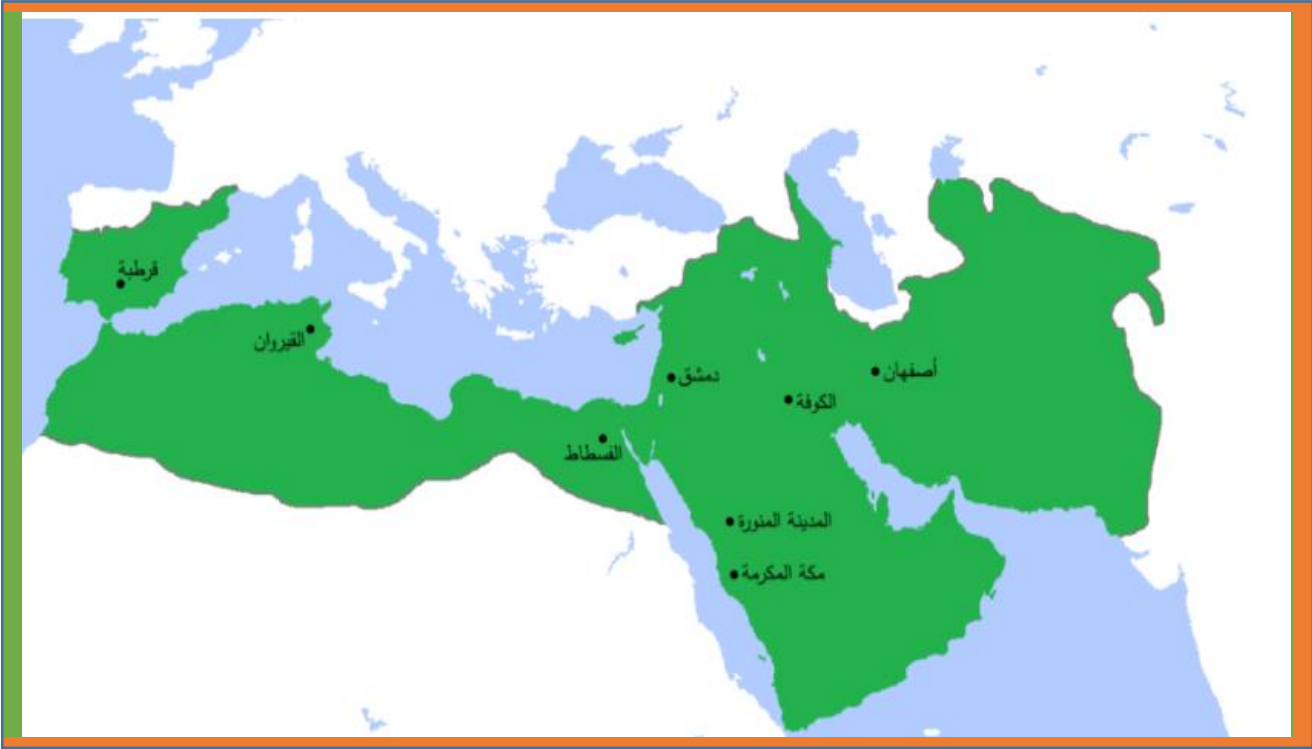 قرطبة
القيروان
دمشق
أصفهان
الكوفة
الفسطاط
المدينة المنورة
مكة المكرمة